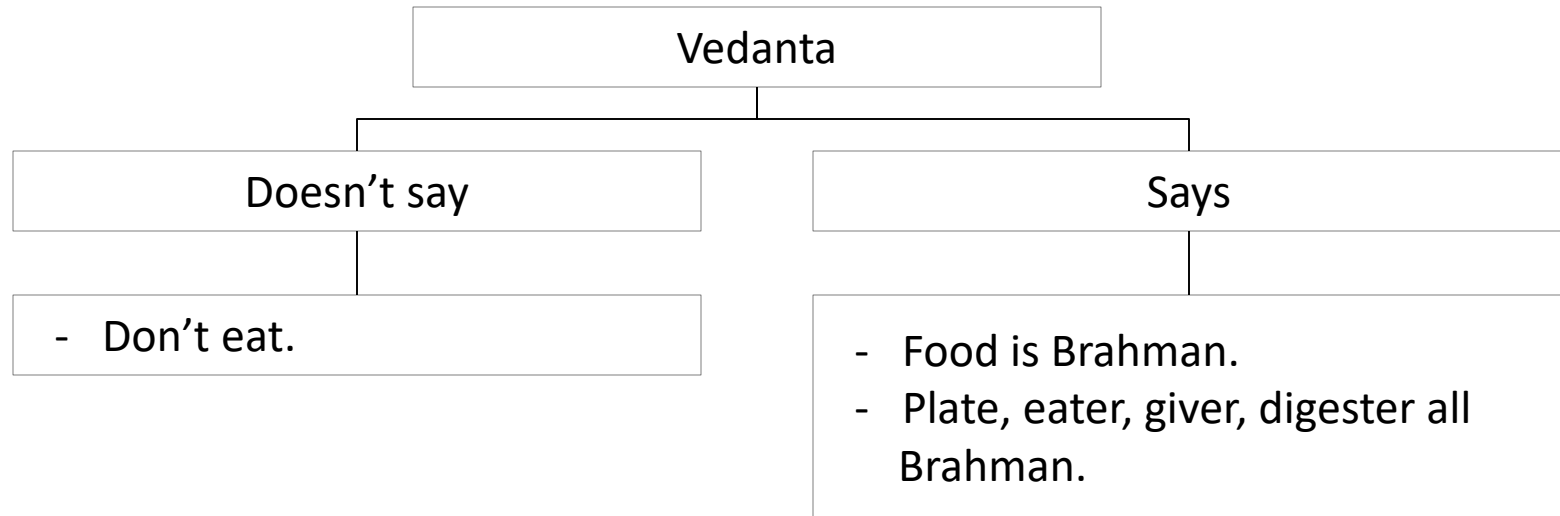 Vedanta
Doesn’t say
Says
- Don’t eat.
- Food is Brahman.
- Plate, eater, giver, digester all
Brahman.